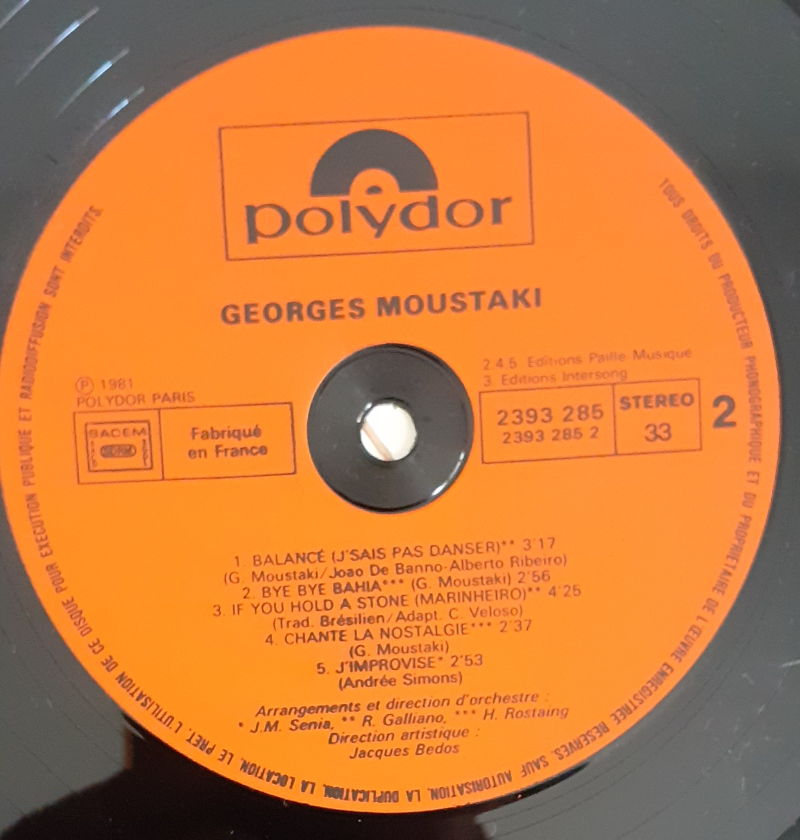 polydor
GEORGES MOUSTAKI
Ⓟ 1981
POLYDOR PARIS
2.4.5 Editions Paille Musique
3. Editions Intersong
SACEM
SDRM
Fabriqué
en France
2393 285
2393 285 2
STEREO
33
2
1. BALANCÉ (J'SAIS PAS DANSER)** 3'17
(G. Moustaki/Joao De Banno-Alberto Ribeiro)
2. BYE BYE BAHIA*** (G. Moustaki) 2'56
3. IF YOU HOLD A STONE (MARINHEIRO)** 4'25
(Trad. Brésilien/Adapt. C. Veloso)
4. CHANTE LA NOSTALGIE*** 2'37
(G. Moustaki)
5. J'IMPROVISE* 2'53
(Andrée Simons)
Arrangements et direction d'orchestre :
* J.M. Senia, ** R. Galliano, *** H. Rostaing
Direction artistique :
Jacques Bedos
TOUS DROITS DU PRODUCTEUR PHONOGRAPHIQUE ET DU PROPRIETAIRE DE L'ŒUVRE ENREGISTREE RESERVES. SAUF AUTORISATION, LA DUPLICATION, LA LOCATION, LE PRET, L'UTILISATION DE CE DISQUE POUR EXECUTION PUBLIQUE ET RADIODIFFUSION SONT INTERDITS.